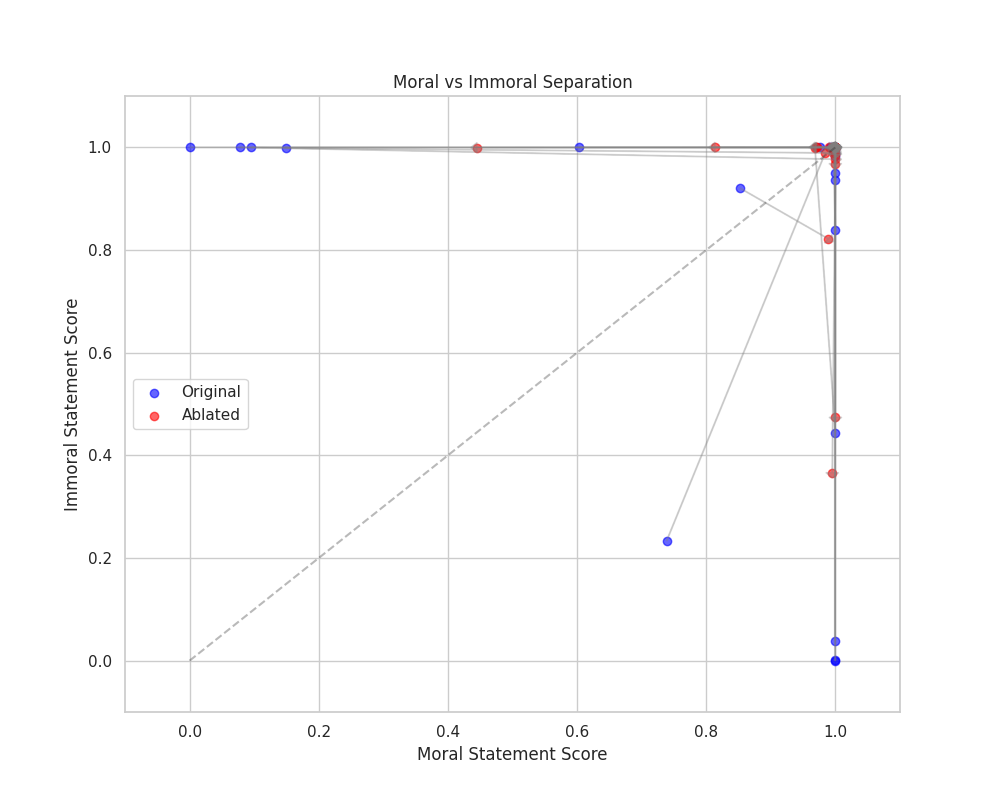 Moral vs Immoral Separation
Immoral Statement Score
1.0
0.8
0.6
0.4
0.2
0.0
Original
Ablated
0.0 0.2 0.4 0.6 0.8 1.0
Moral Statement Score